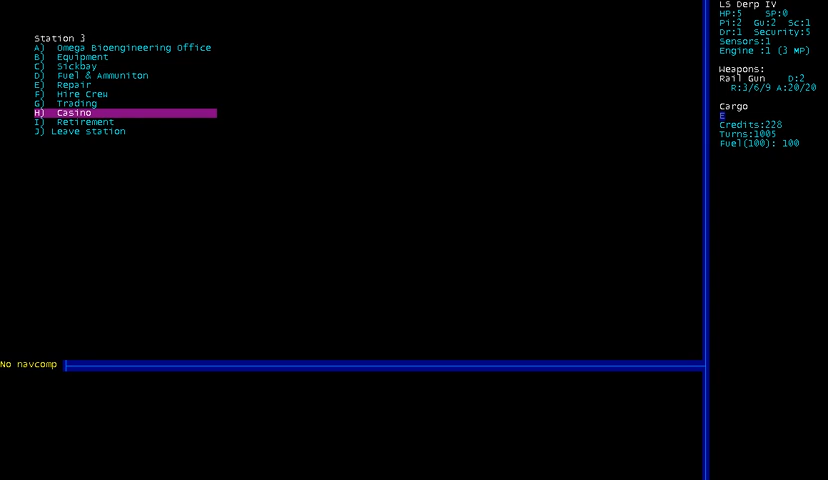 Station 3
A) Omega Bioengineering Office
B) Equipment
C) Sickbay
D) Fuel & Ammuniton
E) Repair
F) Hire Crew
G) Trading
H) Casino
I) Retirement
J) Leave station
No navcomp
LS Derp IV
HP:5 SP:0
Pi:2 Gu:2 Sc:1
Dr:1 Security:5
Sensors:1
Engine :1 (3 MP)
Weapons:
Rail Gun D:2
R:3/6/9 A:20/20
Cargo
E
Credits:228
Turns:1005
Fuel(100): 100